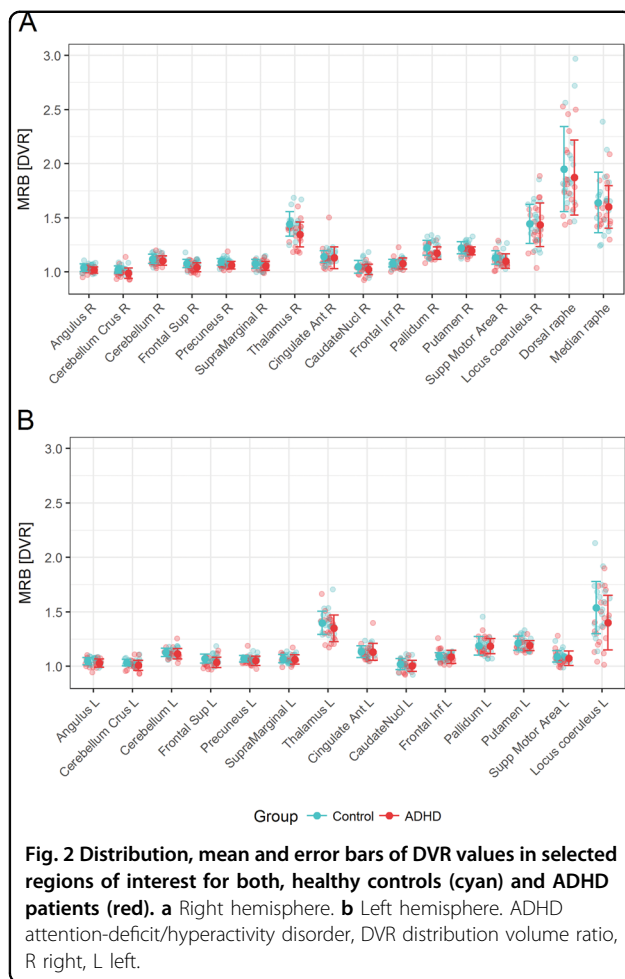 A
MRB [DVR]
3.0
2.5
2.0
1.5
1.0
Angulus R
Cerebellum Crus R
Cerebellum R
Frontal Sup R
Precuneus R
SupraMarginal R
Thalamus R
Cingulate Ant R
CaudateNucl R
Frontal Inf R
Pallidum R
Putamen R
Supp Motor Area R
Locus coeruleus R
Dorsal raphe
Median raphe
B
MRB [DVR]
3.0
2.5
2.0
1.5
1.0
Angulus L
Cerebellum Crus L
Cerebellum L
Frontal Sup L
Precuneus L
SupraMarginal L
Thalamus L
Cingulate Ant L
CaudateNucl L
Frontal Inf L
Pallidum L
Putamen L
Supp Motor Area L
Locus coeruleus L
Group Control ADHD
Fig. 2 Distribution, mean and error bars of DVR values in selected
regions of interest for both, healthy controls (cyan) and ADHD
patients (red). a Right hemisphere. b Left hemisphere. ADHD
attention-deficit/hyperactivity disorder, DVR distribution volume ratio,
R right, L left.